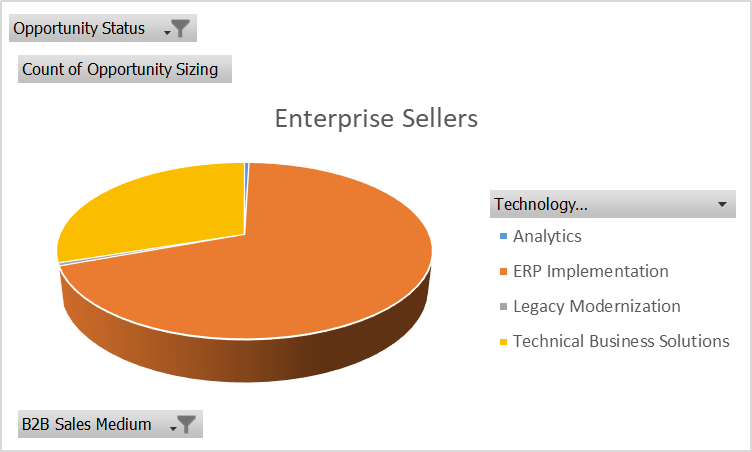 Opportunity Status
Count of Opportunity Sizing
Enterprise Sellers
Technology...
Analytics
ERP Implementation
Legacy Modernization
Technical Business Solutions
B2B Sales Medium